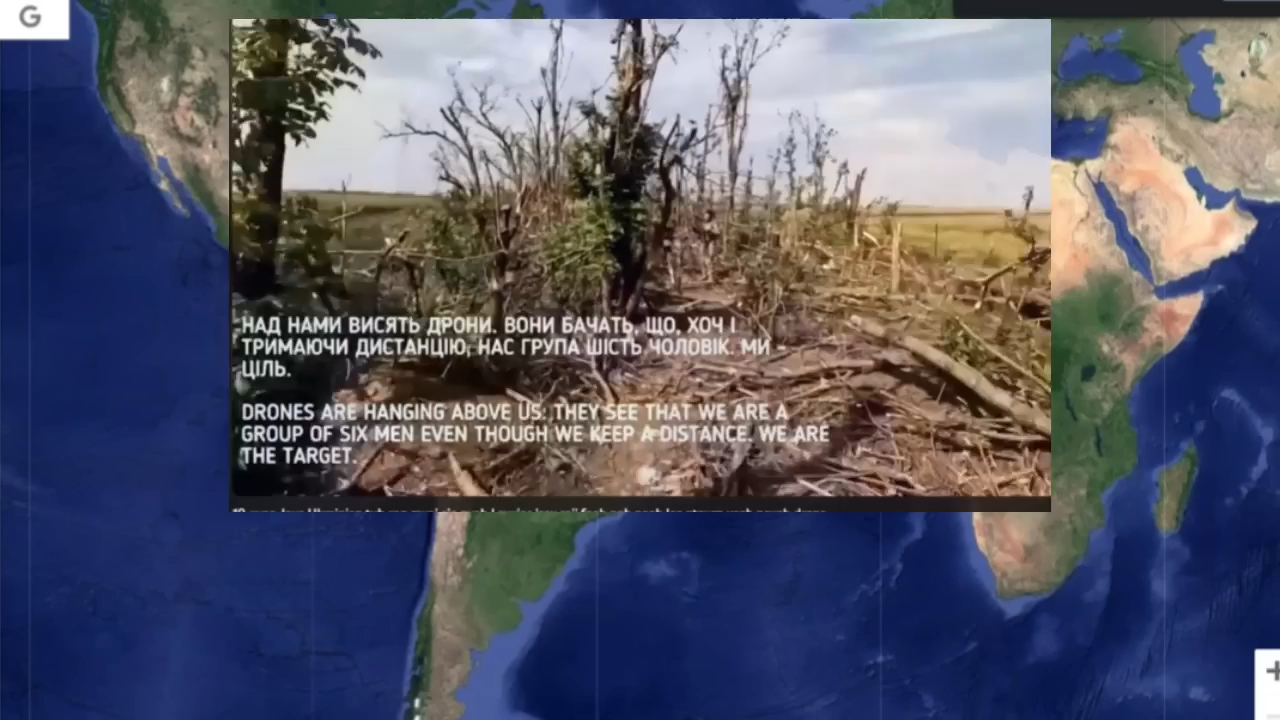 G
НАД НАМИ ВИСЯТЬ ДРОНИ. ВОНИ БАЧАТЬ, ЩО, ХОЧ І
ТРИМАЮЧИ ДИСТАНЦІЮ, НАС ГРУПА ШІСТЬ ЧОЛОВІК. МИ -
ЦІЛЬ.
DRONES ARE HANGING ABOVE US. THEY SEE THAT WE ARE A
GROUP OF SIX MEN EVEN THOUGH WE KEEP A DISTANCE. WE ARE
THE TARGET.
+